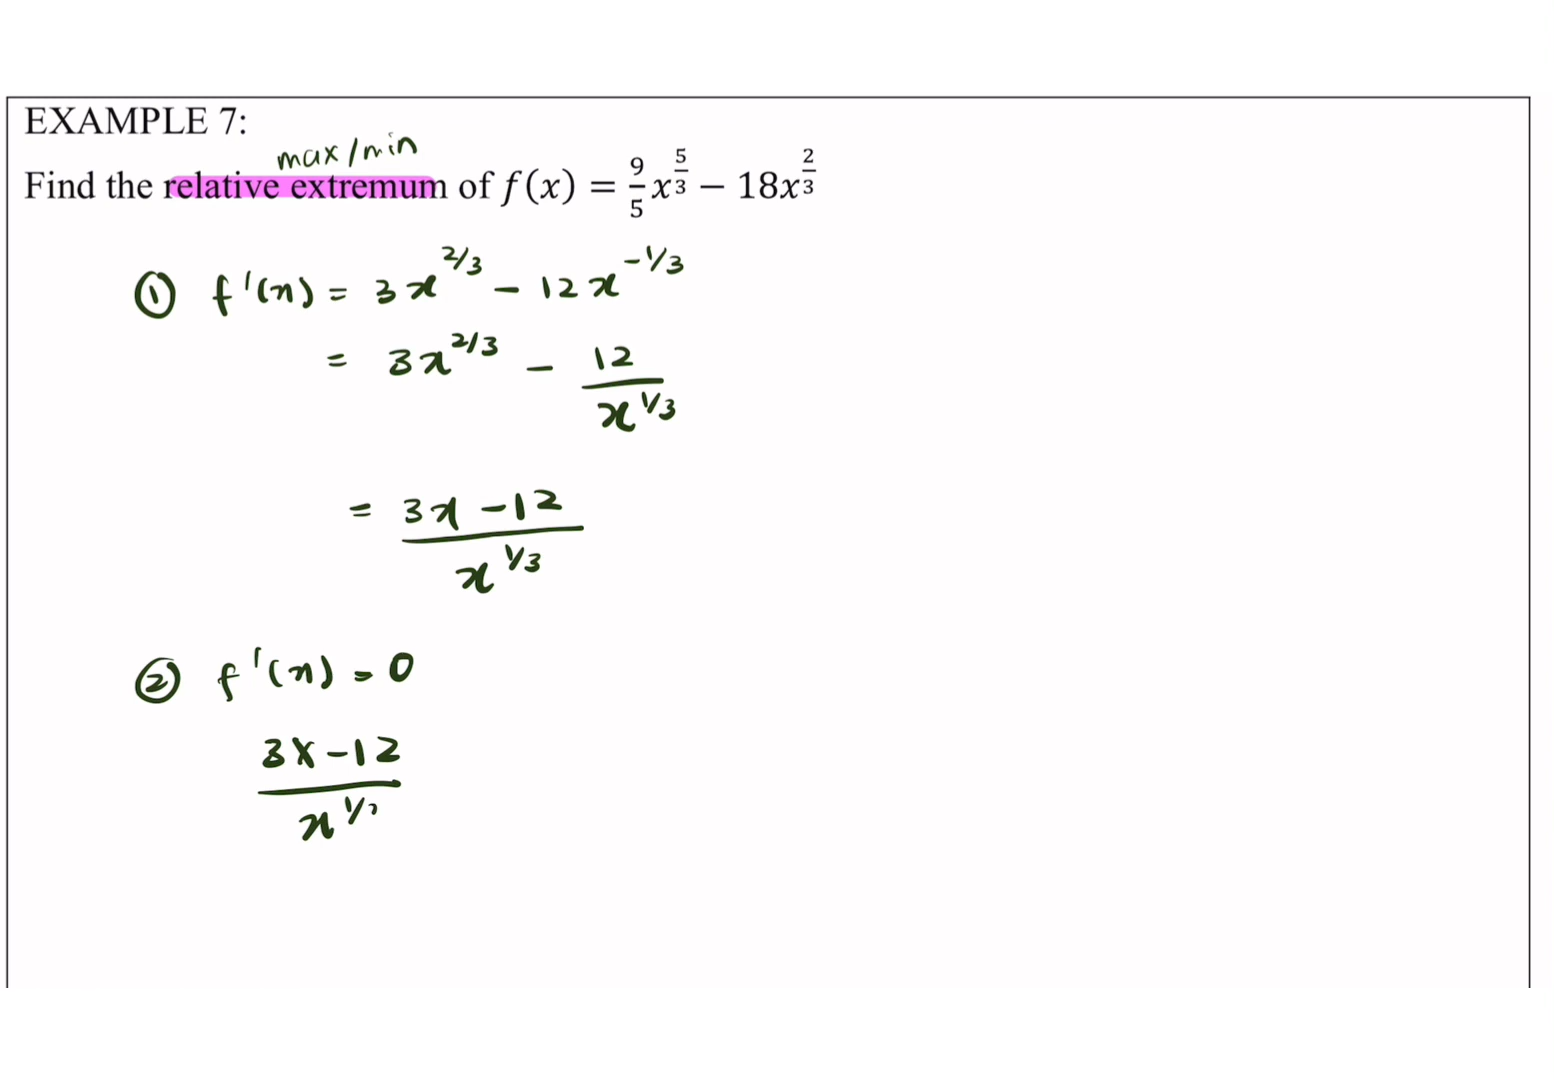 EXAMPLE 7:
max/min
Find the relative extremum of f(x) = 9/5 x^(5/3) − 18x^(2/3)
① f'(x) = 3x^(2/3) − 12x^(−1/3)
= 3x^(2/3) − 12/x^(1/3)
= (3x − 12)/x^(1/3)
② f'(x) = 0
(3x − 12)/x^(1/